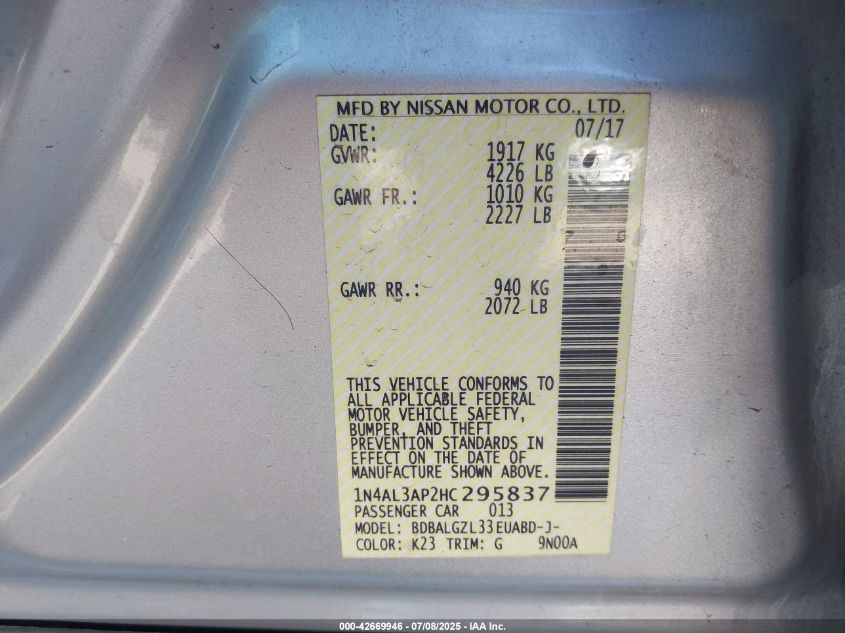 MFD BY NISSAN MOTOR CO., LTD.
DATE: 07/17
GVWR: 1917 KG
4226 LB
GAWR FR.: 1010 KG
2227 LB
GAWR RR.: 940 KG
2072 LB
THIS VEHICLE CONFORMS TO
ALL APPLICABLE FEDERAL
MOTOR VEHICLE SAFETY,
BUMPER, AND THEFT
PREVENTION STANDARDS IN
EFFECT ON THE DATE OF
MANUFACTURE SHOWN ABOVE.
1N4AL3AP2HC295837
PASSENGER CAR 013
MODEL: BDBALGZL33EUABD-J-
COLOR: K23 TRIM: G 9N00A
000-42669946 - 07/08/2025 - IAA Inc.